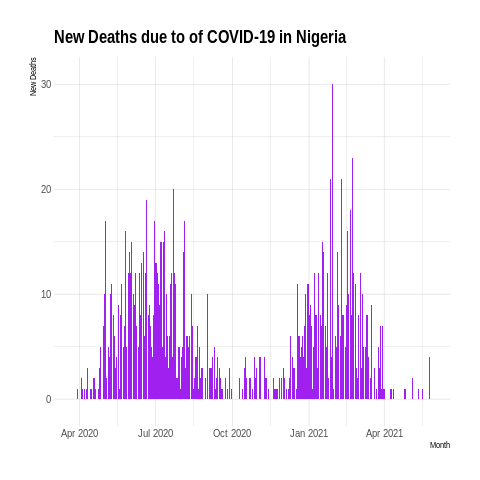 New Deaths due to of COVID-19 in Nigeria
New Deaths
30
20
10
0
Apr 2020
Jul 2020
Oct 2020
Jan 2021
Apr 2021
Month